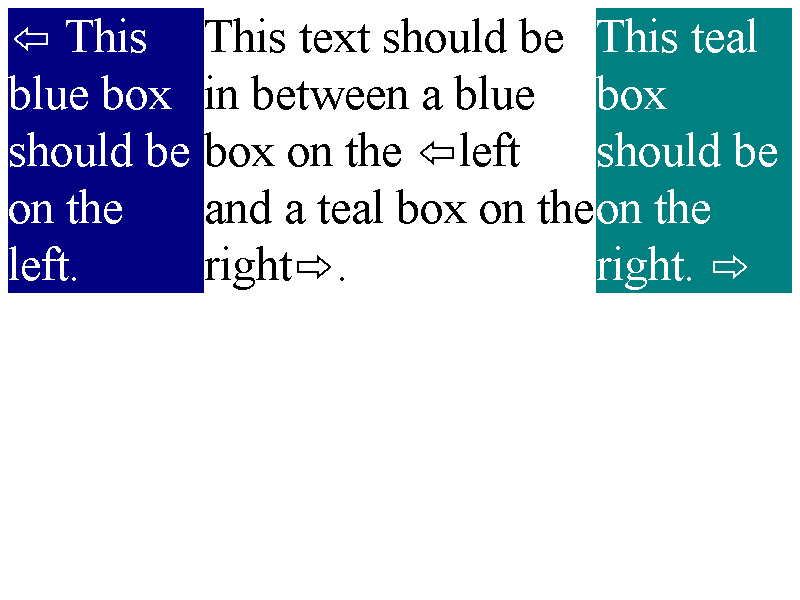 ⇦ This
blue box
should be
on the
left.
This text should be
in between a blue
box on the ⇦left
and a teal box on the
right⇨.
This teal
box
should be
on the
right. ⇨